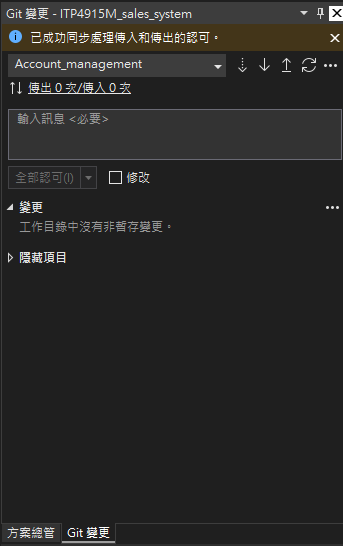 Git 變更 - ITP4915M_sales_system
已成功同步處理傳入和傳出的認可。
Account_management
傳出 0 次/傳入 0 次
輸入訊息 <必要>
全部認可(I)
修改
變更
工作目錄中沒有非暫存變更。
隱藏項目
方案總管 Git 變更